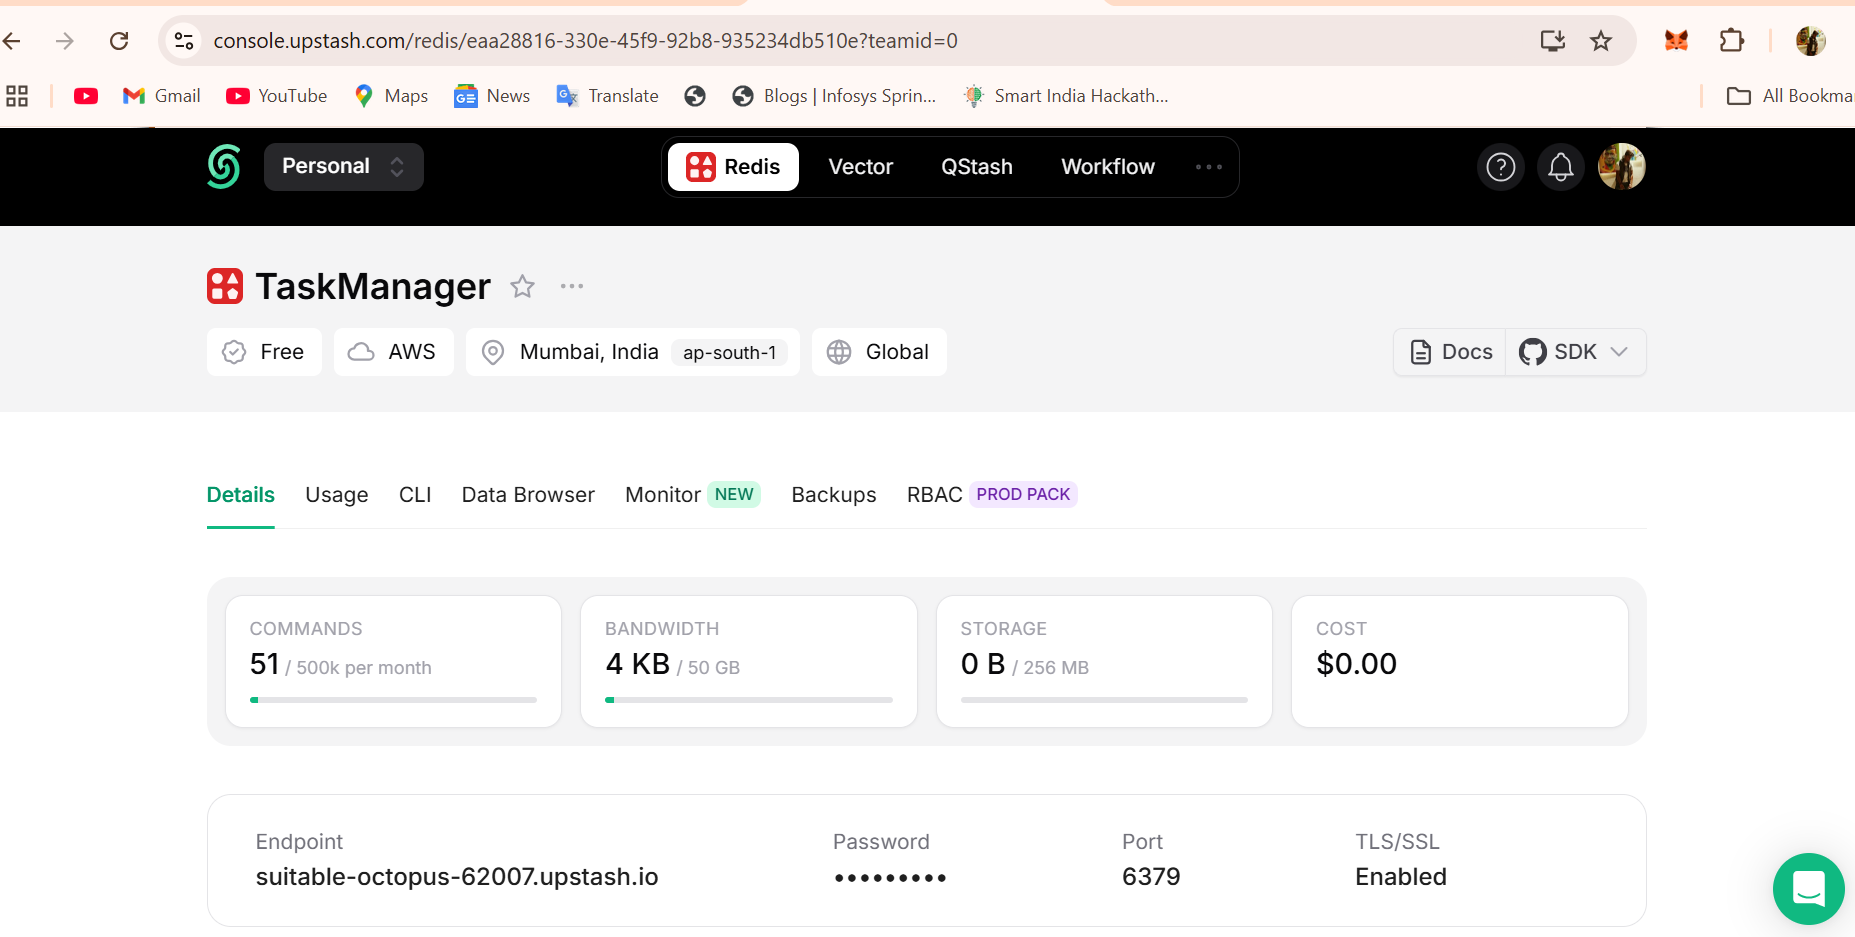 console.upstash.com/redis/eaa28816-330e-45f9-92b8-935234db510e?teamid=0
Gmail YouTube Maps News Translate Blogs | Infosys Sprin... Smart India Hackath... All Bookma
Personal Redis Vector QStash Workflow
TaskManager
Free AWS Mumbai, India ap-south-1 Global Docs SDK
Details Usage CLI Data Browser Monitor NEW Backups RBAC PROD PACK
COMMANDS BANDWIDTH STORAGE COST
51 / 500k per month 4 KB / 50 GB 0 B / 256 MB $0.00
Endpoint Password Port TLS/SSL
suitable-octopus-62007.upstash.io ••••••••• 6379 Enabled